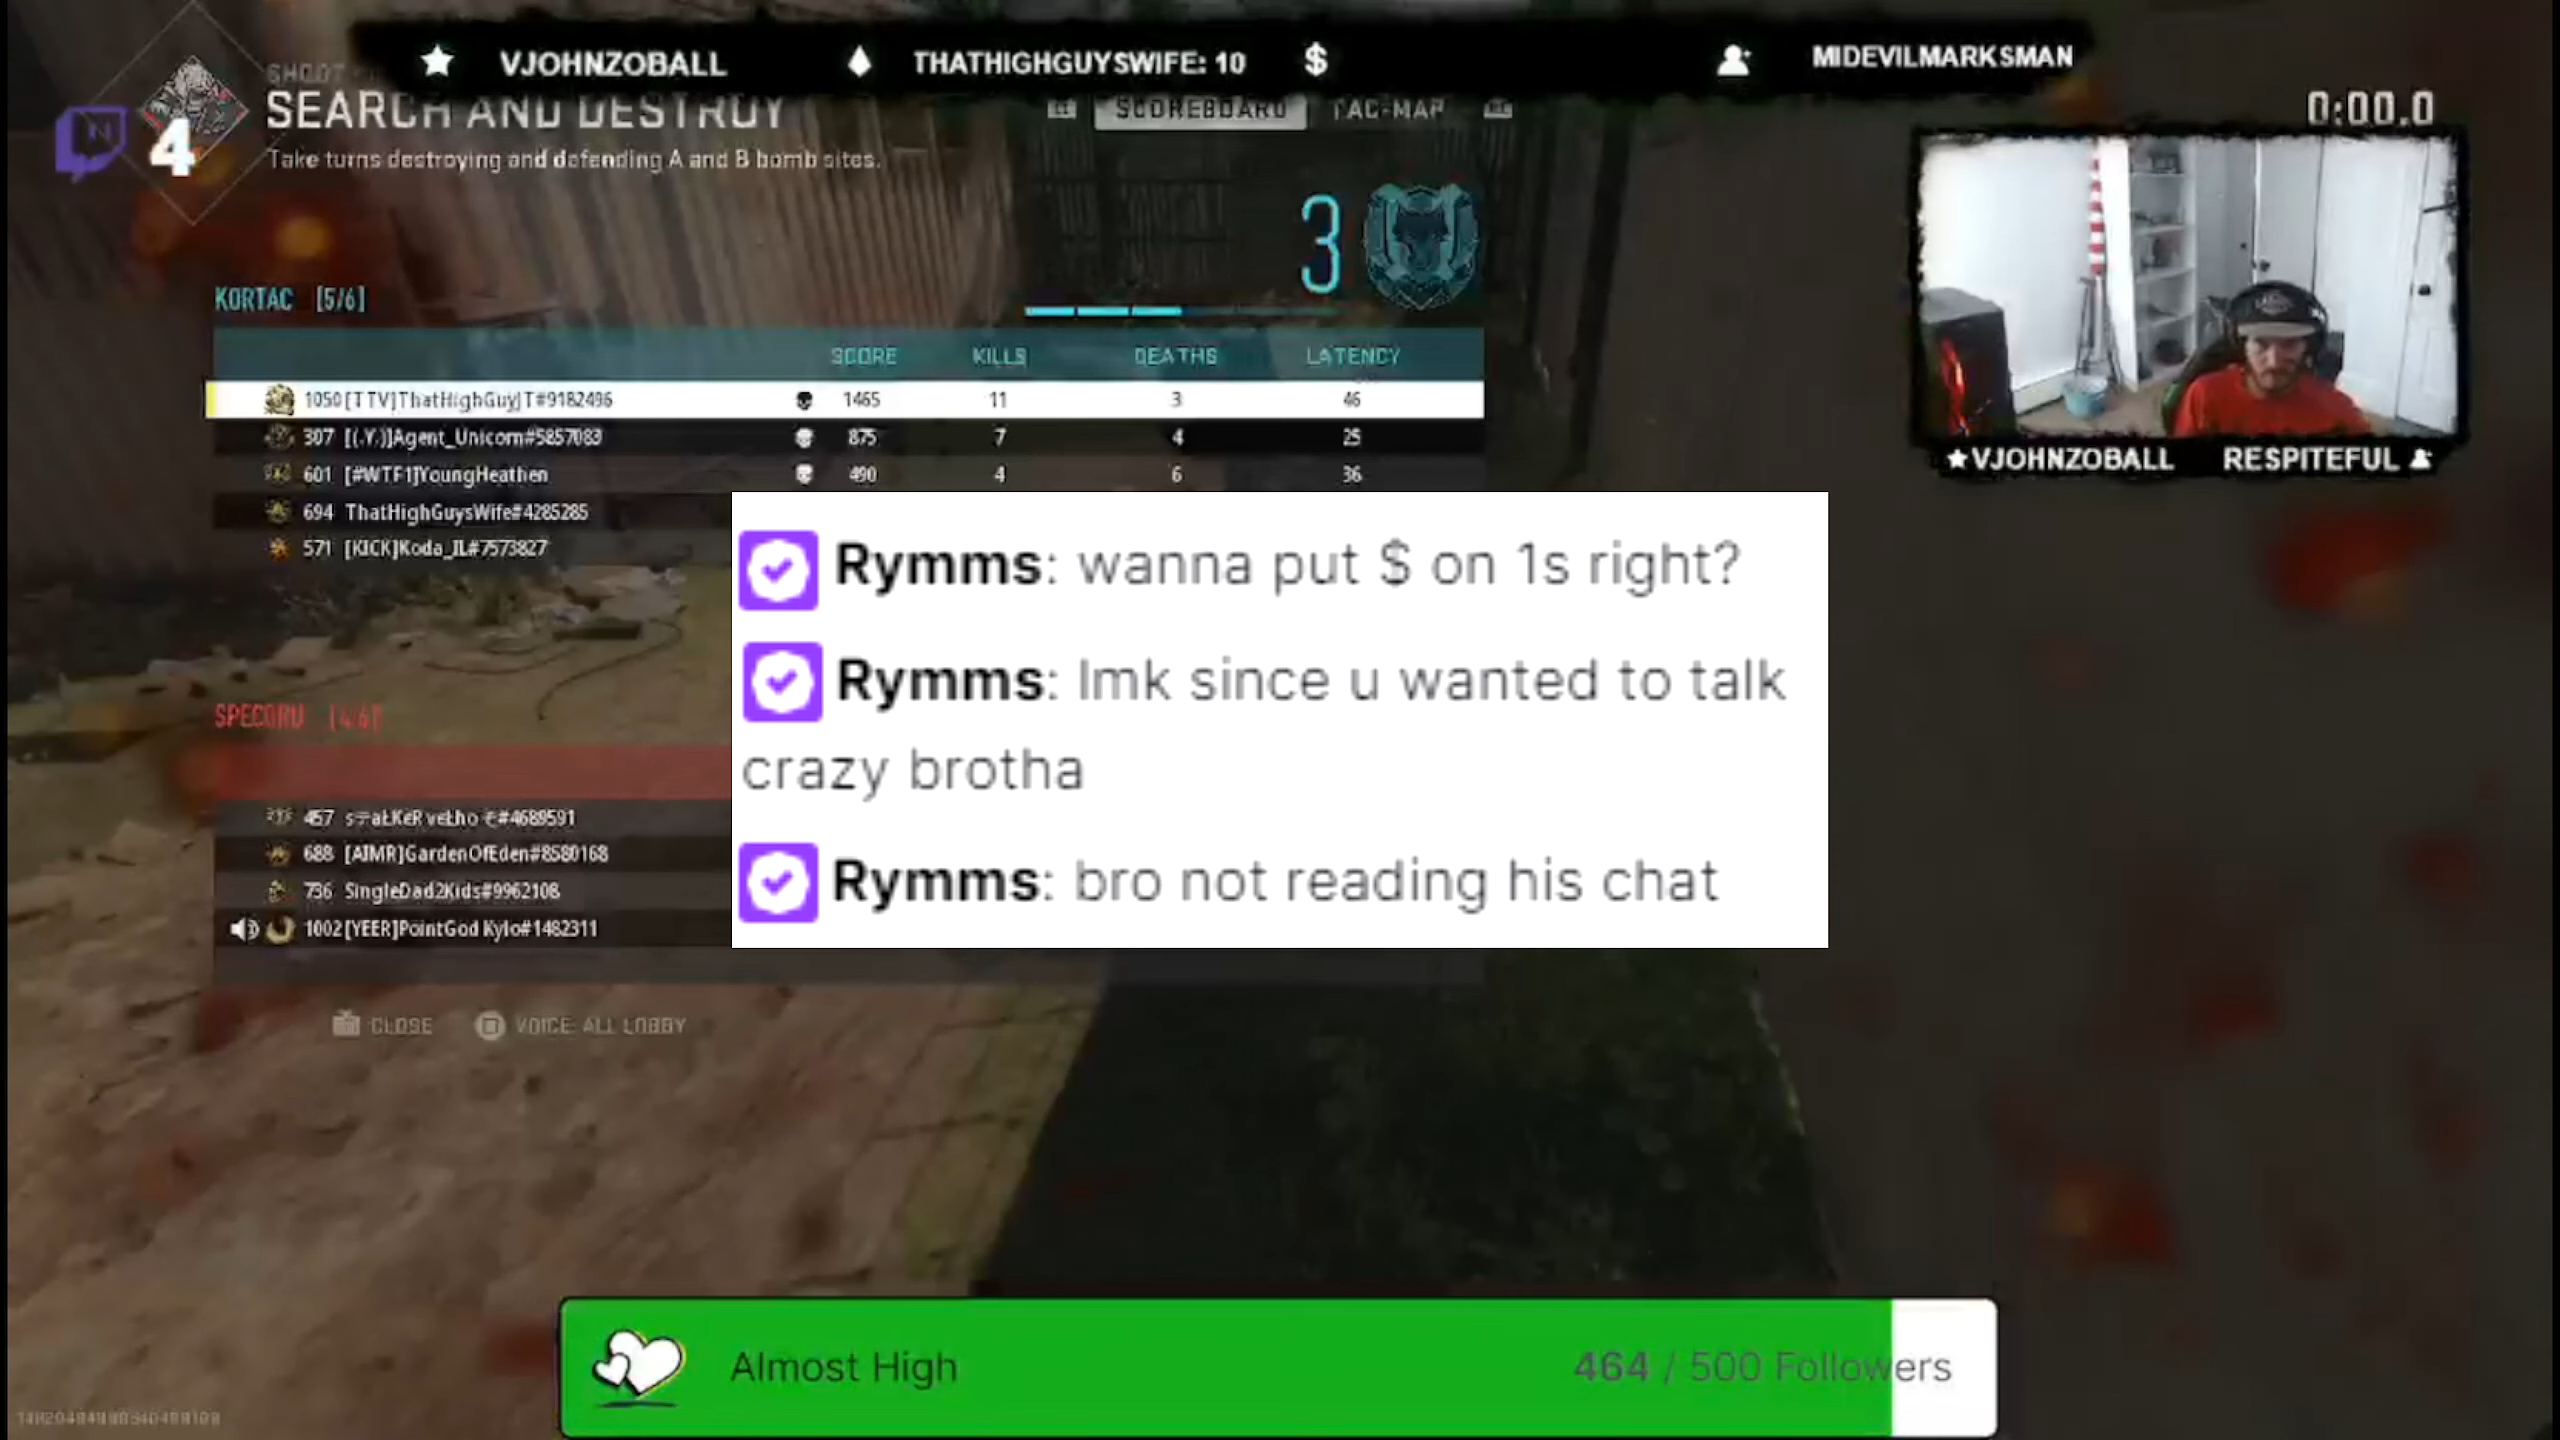 VJOHNZOBALL THATHIGHGUYSWIFE: 10 $ MIDEVILMARKSMAN
4 SEARCH AND DESTROY SCOREBOARD TAC-MAP 0:00.0
Take turns destroying and defending A and B bomb sites.
3
KORTAC [5/6]
SCORE KILLS DEATHS LATENCY
1050 [TTV]ThatHighGuyJT#9182496 1465 11 3 46
307 [(.Y.)]Agent_Unicorn#5857083 875 7 4 25
601 [#WTF1]YoungHeathen 490 4 6 36
694 ThatHighGuysWife#4285285
571 [KICK]Koda_IL#7573827
VJOHNZOBALL RESPITEFUL
Rymms: wanna put $ on 1s right?
Rymms: lmk since u wanted to talk
crazy brotha
Rymms: bro not reading his chat
SPECGRU [4/6]
457
688 [AIMR]GardenOfEden#8580168
736 SingleDad2Kids#9962108
1002 [YEER]PointGod Kylo#1482311
CLOSE VOICE: ALL LOBBY
Almost High 464 / 500 Followers